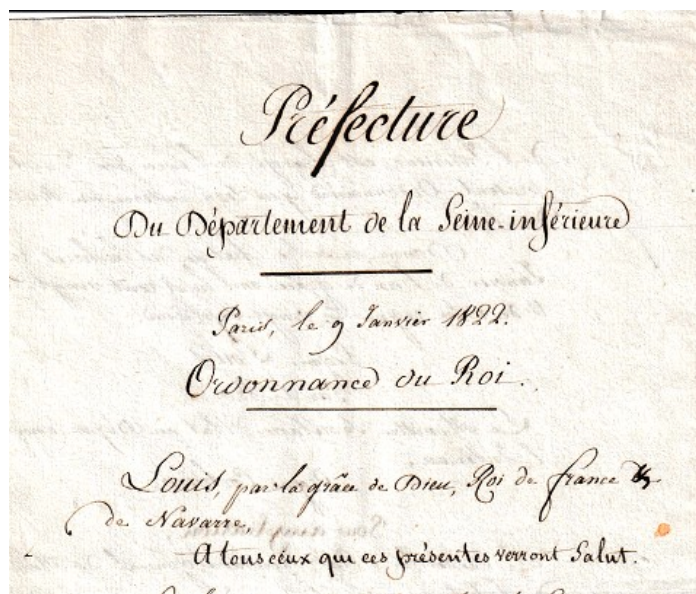 Préfecture
Du Département de la Seine-inférieure
Paris, le 9 Janvier 1822.
Ordonnance du Roi.
Louis, par la grâce de Dieu, Roi de france &
de Navarre,
A tous ceux qui ces présentes verront Salut.